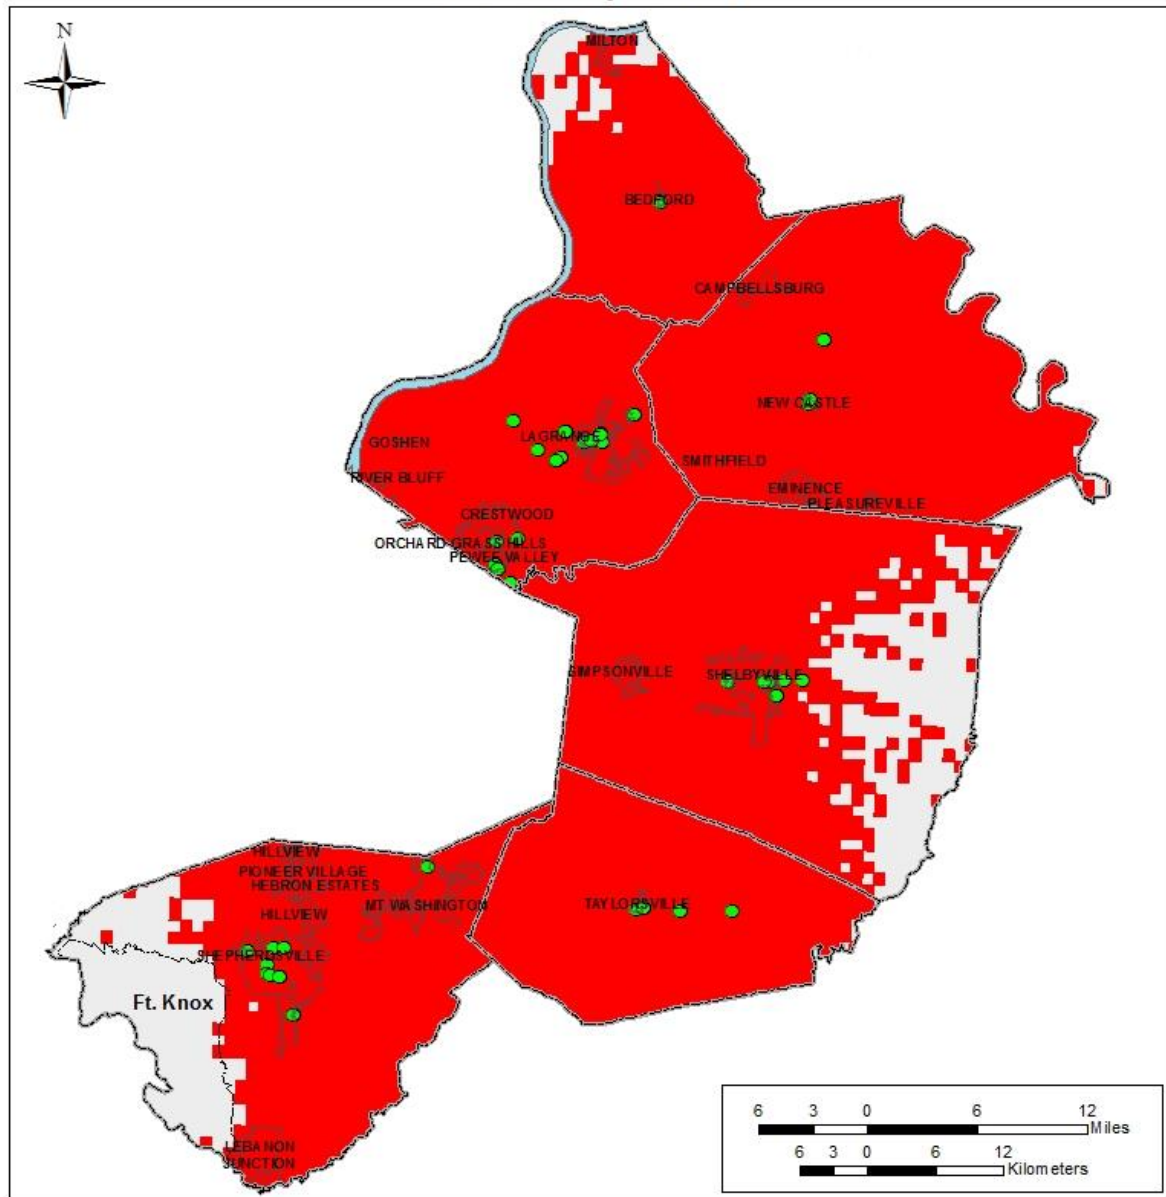 N
MILTON
BEDFORD
CAMPBELLSBURG
NEW CASTLE
LAGRANGE
GOSHEN
SMITHFIELD
RIVER BLUFF
EMINENCE
PLEASUREVILLE
CRESTWOOD
ORCHARD GRASS HILLS
PEWEE VALLEY
SIMPSONVILLE
SHELBYVILLE
HILLVIEW
PIONEER VILLAGE
HEBRON ESTATES
MT WASHINGTON
TAYLORSVILLE
HILLVIEW
SHEPHERDSVILLE
Ft. Knox
LEBANON
JUNCTION
6 3 0 6 12
Miles
6 3 0 6 12
Kilometers